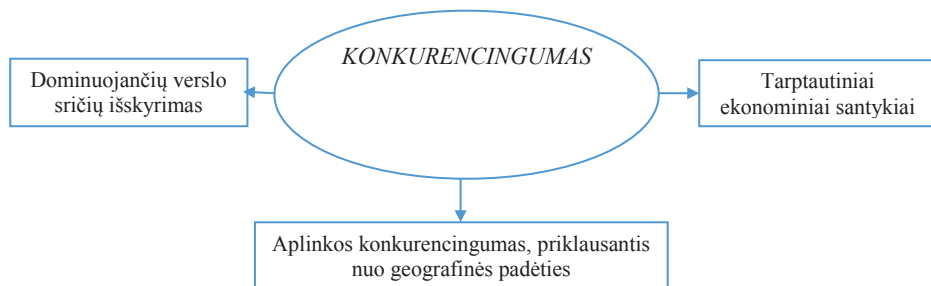 KONKURENCINGUMAS
Dominuojančių verslo
sričių išskyrimas
Tarptautiniai
ekonominiai santykiai
Aplinkos konkurencingumas, priklausantis
nuo geografinės padėties